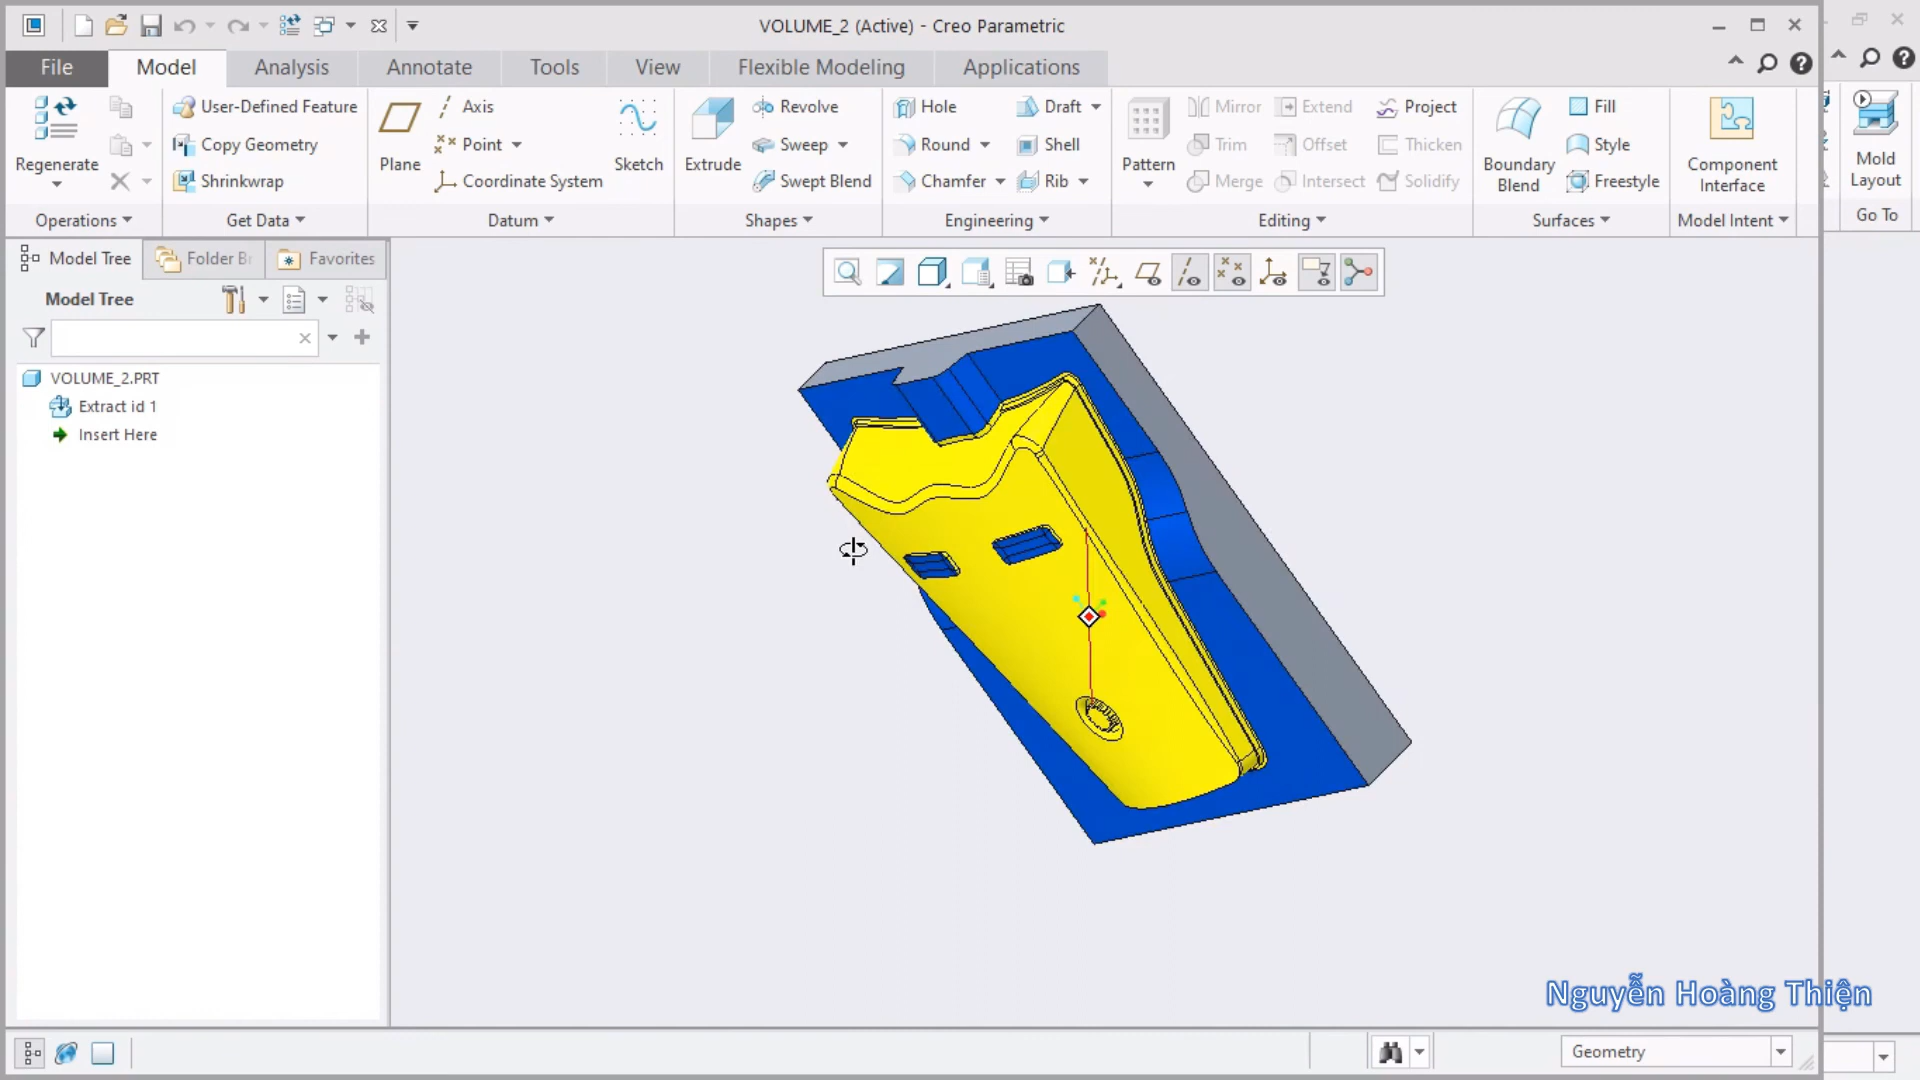 VOLUME_2 (Active) - Creo Parametric
File Model Analysis Annotate Tools View Flexible Modeling Applications
Regenerate
User-Defined Feature
Copy Geometry
Shrinkwrap
Plane
Axis
Point
Coordinate System
Sketch
Extrude
Revolve
Sweep
Swept Blend
Hole
Round
Chamfer
Draft
Shell
Rib
Pattern
Mirror
Trim
Merge
Extend
Offset
Intersect
Project
Thicken
Solidify
Boundary
Blend
Fill
Style
Freestyle
Component
Interface
Mold
Layout
Operations Get Data Datum Shapes Engineering Editing Surfaces Model Intent Go To
Model Tree Folder Br Favorites
Model Tree
VOLUME_2.PRT
Extract id 1
Insert Here
Nguyễn Hoàng Thiện
Geometry